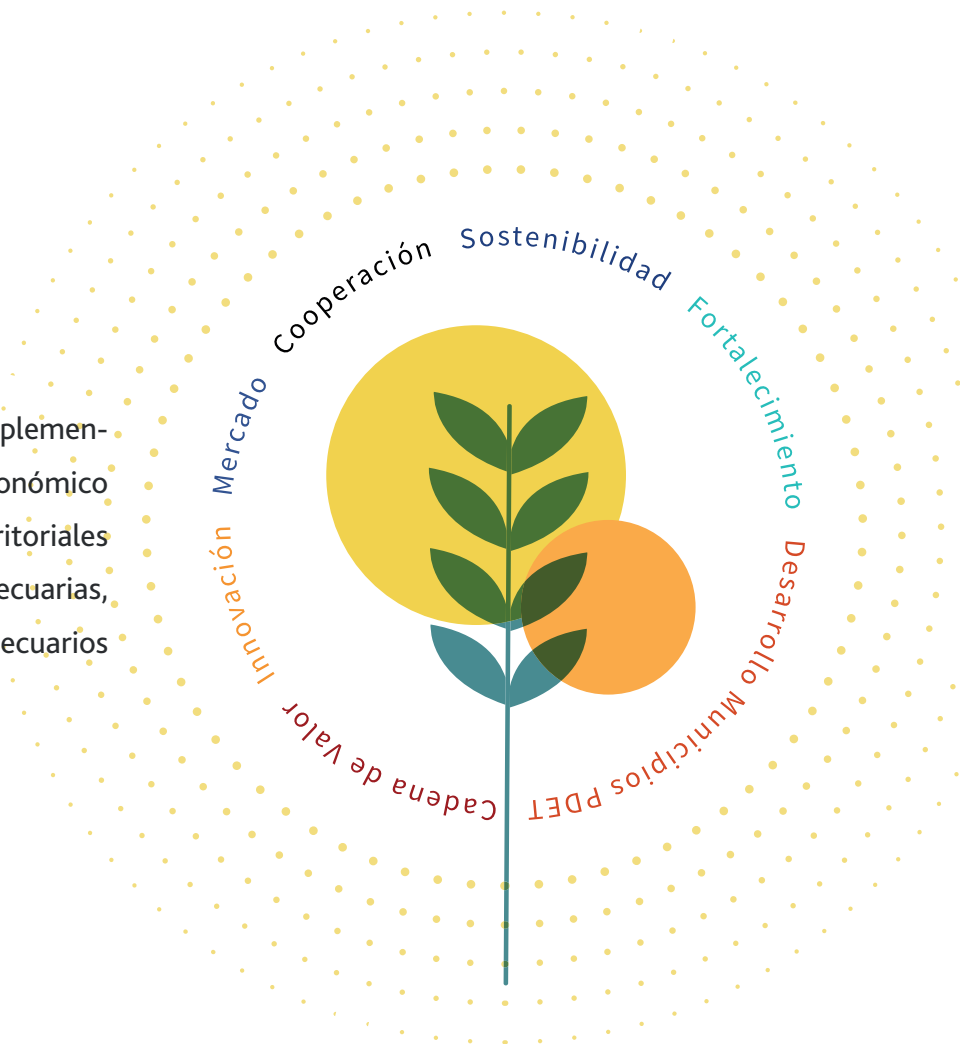 plemen-
onómico
ritoriales
ecuarias,
ecuarios
Sostenibilidad
Fortalecimiento
Desarrollo Municipios PDET
Cadena de Valor
Innovación
Mercado
Cooperación